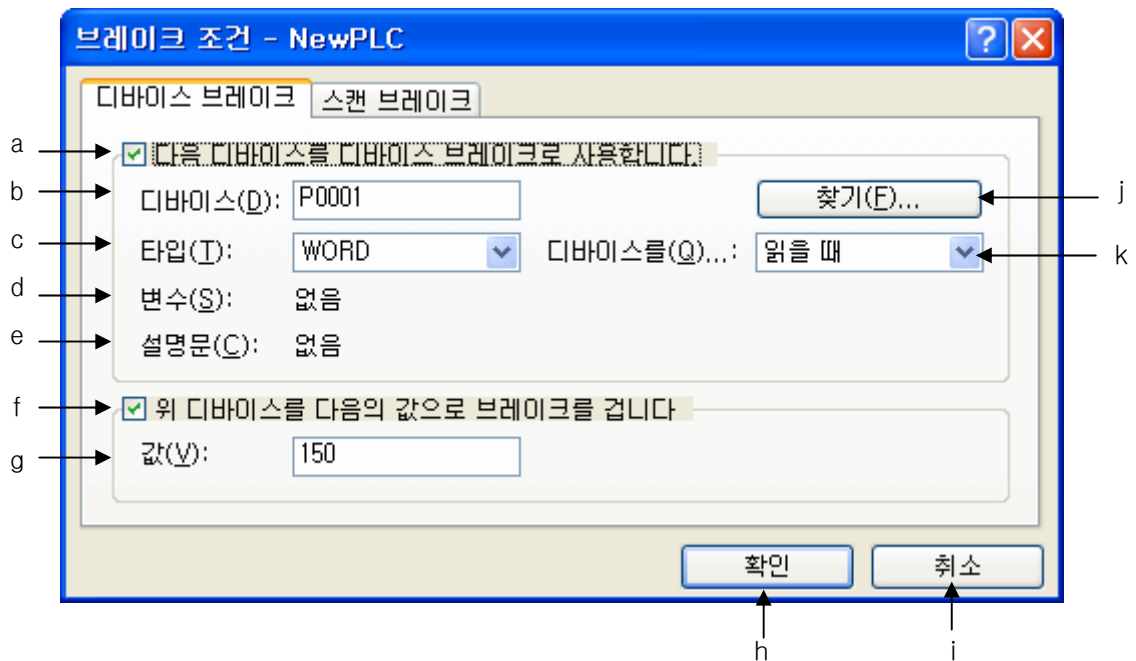 브레이크 조건 - NewPLC
디바이스 브레이크 스캔 브레이크
a 다음 디바이스를 디바이스 브레이크로 사용합니다.
b 디바이스(D): P0001 찾기(F)... j
c 타입(T): WORD 디바이스를(Q)...: 읽을 때 k
d 변수(S): 없음
e 설명문(C): 없음
f 위 디바이스를 다음의 값으로 브레이크를 겁니다
g 값(V): 150
확인 취소
h i